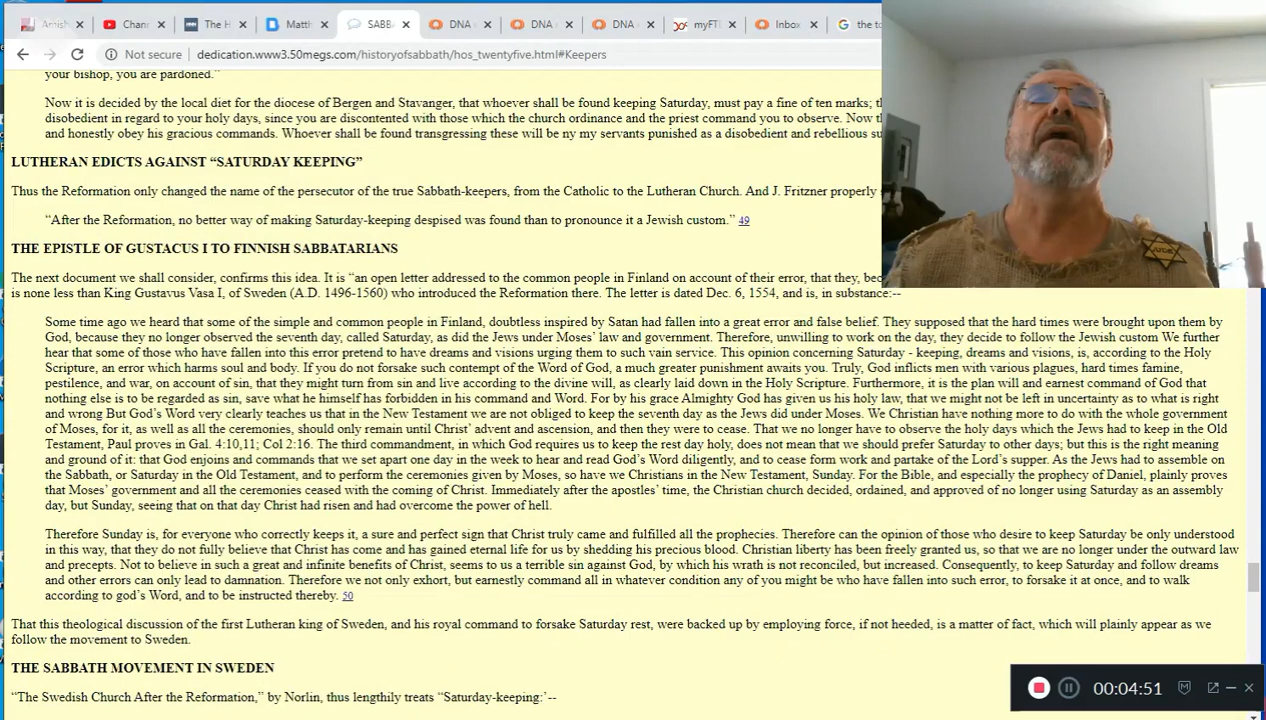 Amish
Chan
The H
Matth
SABB
DNA
DNA
DNA
myFT
Inbox
the to
Not secure
dedication.www3.50megs.com/historyofsabbath/hos_twentyfive.html#Keepers
your bishop, you are pardoned.”
Now it is decided by the local diet for the diocese of Bergen and Stavanger, that whoever shall be found keeping Saturday, must pay a fine of ten marks;
disobedient in regard to your holy days, since you are discontented with those which the church ordinance and the priest command you to observe. Now
and honestly obey his gracious commands. Whoever shall be found transgressing these will be ny my servants punished as a disobedient and rebellious su
LUTHERAN EDICTS AGAINST “SATURDAY KEEPING”
Thus the Reformation only changed the name of the persecutor of the true Sabbath-keepers, from the Catholic to the Lutheran Church. And J. Fritzner properly
“After the Reformation, no better way of making Saturday-keeping despised was found than to pronounce it a Jewish custom.” 49
THE EPISTLE OF GUSTACUS I TO FINNISH SABBATARIANS
The next document we shall consider, confirms this idea. It is “an open letter addressed to the common people in Finland on account of their error, that they, bec
is none less than King Gustavus Vasa I, of Sweden (A.D. 1496-1560) who introduced the Reformation there. The letter is dated Dec. 6, 1554, and is, in substance:--
Some time ago we heard that some of the simple and common people in Finland, doubtless inspired by Satan had fallen into a great error and false belief. They supposed that the hard times were brought upon them by
God, because they no longer observed the seventh day, called Saturday, as did the Jews under Moses’ law and government. Therefore, unwilling to work on the day, they decide to follow the Jewish custom We further
hear that some of those who have fallen into this error pretend to have dreams and visions urging them to such vain service. This opinion concerning Saturday - keeping, dreams and visions, is, according to the Holy
Scripture, an error which harms soul and body. If you do not forsake such contempt of the Word of God, a much greater punishment awaits you. Truly, God inflicts men with various plagues, hard times famine,
pestilence, and war, on account of sin, that they might turn from sin and live according to the divine will, as clearly laid down in the Holy Scripture. Furthermore, it is the plan will and earnest command of God that
nothing else is to be regarded as sin, save what he himself has forbidden in his command and Word. For by his grace Almighty God has given us his holy law, that we might not be left in uncertainty as to what is right
and wrong But God’s Word very clearly teaches us that in the New Testament we are not obliged to keep the seventh day as the Jews did under Moses. We Christian have nothing more to do with the whole government
of Moses, for it, as well as all the ceremonies, should only remain until Christ’ advent and ascension, and then they were to cease. That we no longer have to observe the holy days which the Jews had to keep in the Old
Testament, Paul proves in Gal. 4:10,11; Col 2:16. The third commandment, in which God requires us to keep the rest day holy, does not mean that we should prefer Saturday to other days; but this is the right meaning
and ground of it: that God enjoins and commands that we set apart one day in the week to hear and read God’s Word diligently, and to cease form work and partake of the Lord’s supper. As the Jews had to assemble on
the Sabbath, or Saturday in the Old Testament, and to perform the ceremonies given by Moses, so have we Christians in the New Testament, Sunday. For the Bible, and especially the prophecy of Daniel, plainly proves
that Moses’ government and all the ceremonies ceased with the coming of Christ. Immediately after the apostles’ time, the Christian church decided, ordained, and approved of no longer using Saturday as an assembly
day, but Sunday, seeing that on that day Christ had risen and had overcome the power of hell.
Therefore Sunday is, for everyone who correctly keeps it, a sure and perfect sign that Christ truly came and fulfilled all the prophecies. Therefore can the opinion of those who desire to keep Saturday be only understood
in this way, that they do not fully believe that Christ has come and has gained eternal life for us by shedding his precious blood. Christian liberty has been freely granted us, so that we are no longer under the outward law
and precepts. Not to believe in such a great and infinite benefits of Christ, seems to us a terrible sin against God, by which his wrath is not reconciled, but increased. Consequently, to keep Saturday and follow dreams
and other errors can only lead to damnation. Therefore we not only exhort, but earnestly command all in whatever condition any of you might be who have fallen into such error, to forsake it at once, and to walk
according to god’s Word, and to be instructed thereby. 50
That this theological discussion of the first Lutheran king of Sweden, and his royal command to forsake Saturday rest, were backed up by employing force, if not heeded, is a matter of fact, which will plainly appear as we
follow the movement to Sweden.
THE SABBATH MOVEMENT IN SWEDEN
“The Swedish Church After the Reformation,” by Norlin, thus lengthily treats “Saturday-keeping:’--
00:04:51